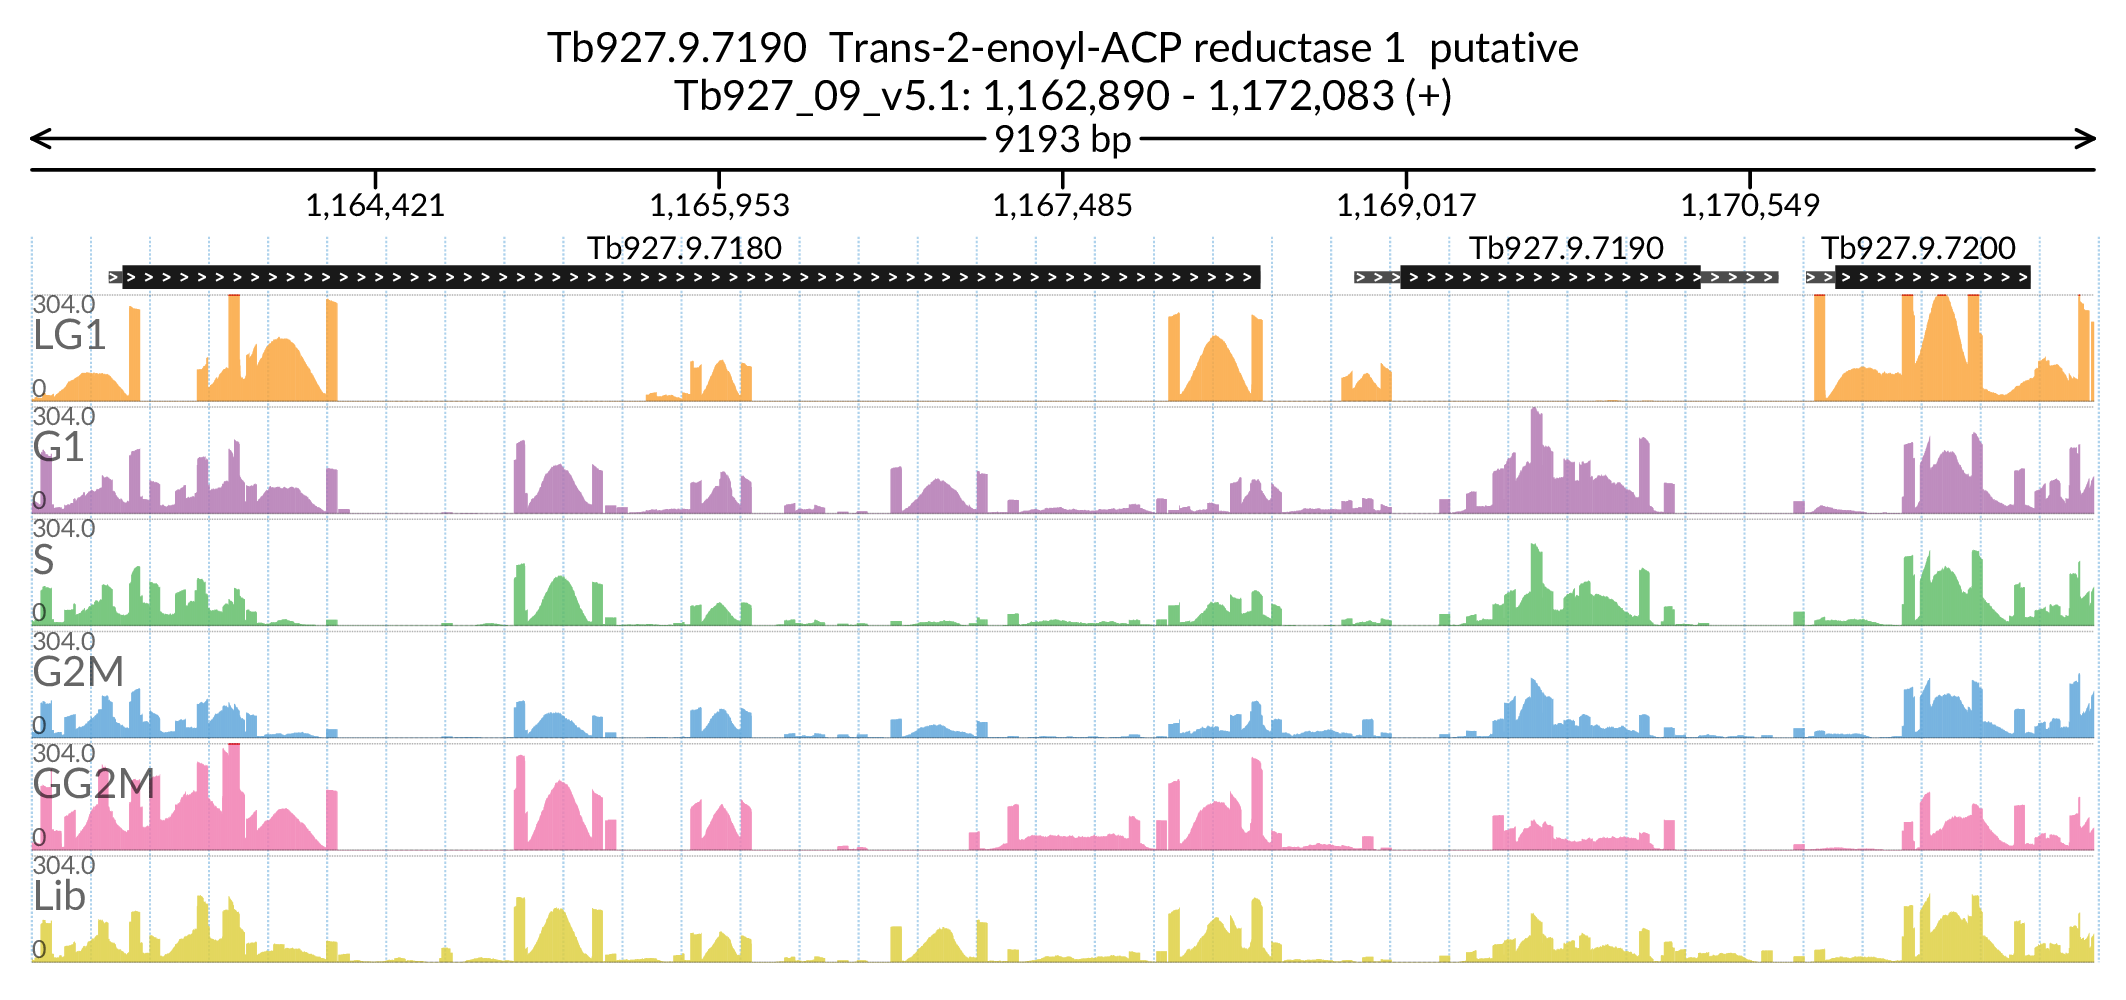 Tb927.9.7190  Trans-2-enoyl-ACP reductase 1  putative
Tb927_09_v5.1: 1,162,890 - 1,172,083 (+)
9193 bp
1,164,421 1,165,953 1,167,485 1,169,017 1,170,549
Tb927.9.7180 Tb927.9.7190 Tb927.9.7200
304.0
LG1
0
304.0
G1
0
304.0
S
0
304.0
G2M
0
304.0
GG2M
0
304.0
Lib
0